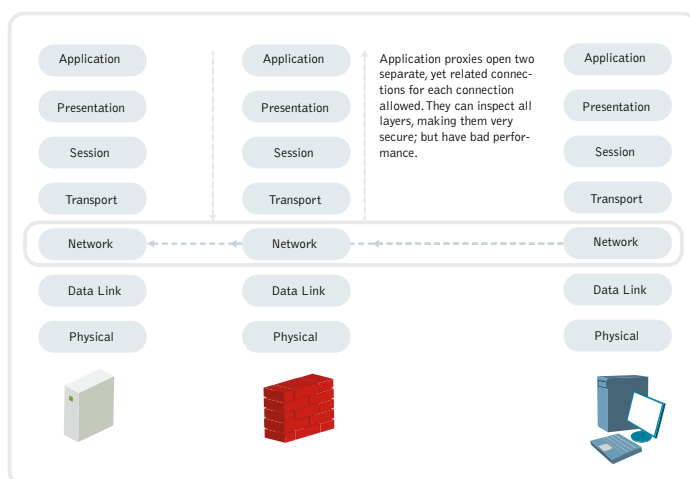 Application
Presentation
Session
Transport
Network
Data Link
Physical
Application
Presentation
Session
Transport
Network
Data Link
Physical
Application proxies open two
separate, yet related connec-
tions for each connection
allowed. They can inspect all
layers, making them very
secure; but have bad perfor-
mance.
Application
Presentation
Session
Transport
Network
Data Link
Physical